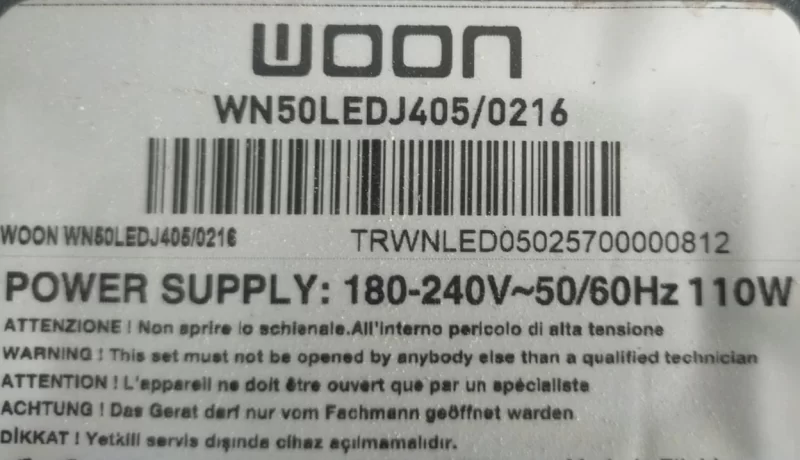 WOON
WN50LEDJ405/0216
WOON WN50LEDJ405/0216 TRWNLED05025700000812
POWER SUPPLY: 180-240V~50/60Hz 110W
ATTENZIONE ! Non aprire lo schienale.All'interno pericolo di alta tensione
WARNING ! This set must not be opened by anybody else than a qualified technician
ATTENTION ! L'appareil ne doit être ouvert que par un spécialiste
ACHTUNG ! Das Gerat darf nur vom Fachmann geöffnet warden
DİKKAT ! Yetkili servis dışında cihaz açılmamalıdır.